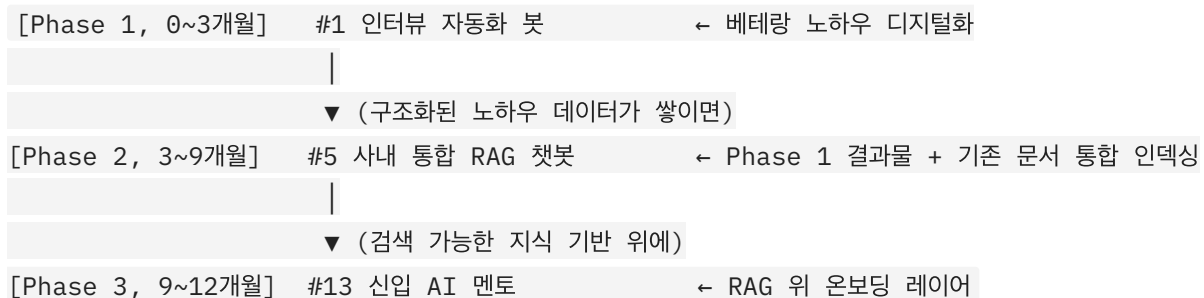 [Phase 1, 0~3개월] #1 인터뷰 자동화 봇 ← 베테랑 노하우 디지털화
│
▼ (구조화된 노하우 데이터가 쌓이면)
[Phase 2, 3~9개월] #5 사내 통합 RAG 챗봇 ← Phase 1 결과물 + 기존 문서 통합 인덱싱
│
▼ (검색 가능한 지식 기반 위에)
[Phase 3, 9~12개월] #13 신입 AI 멘토 ← RAG 위 온보딩 레이어